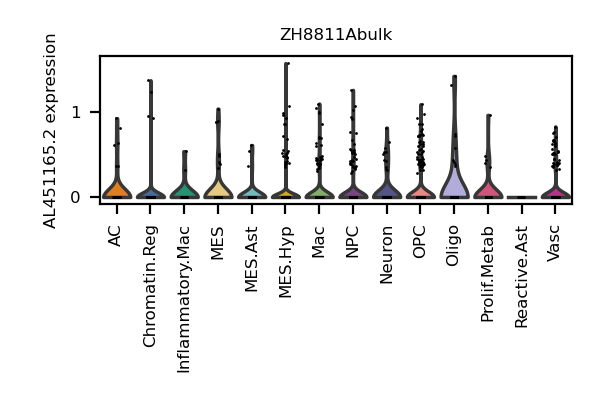 ZH8811Abulk
AL451165.2 expression
1
0
AC
Chromatin.Reg
Inflammatory.Mac
MES
MES.Ast
MES.Hyp
Mac
NPC
Neuron
OPC
Oligo
Prolif.Metab
Reactive.Ast
Vasc